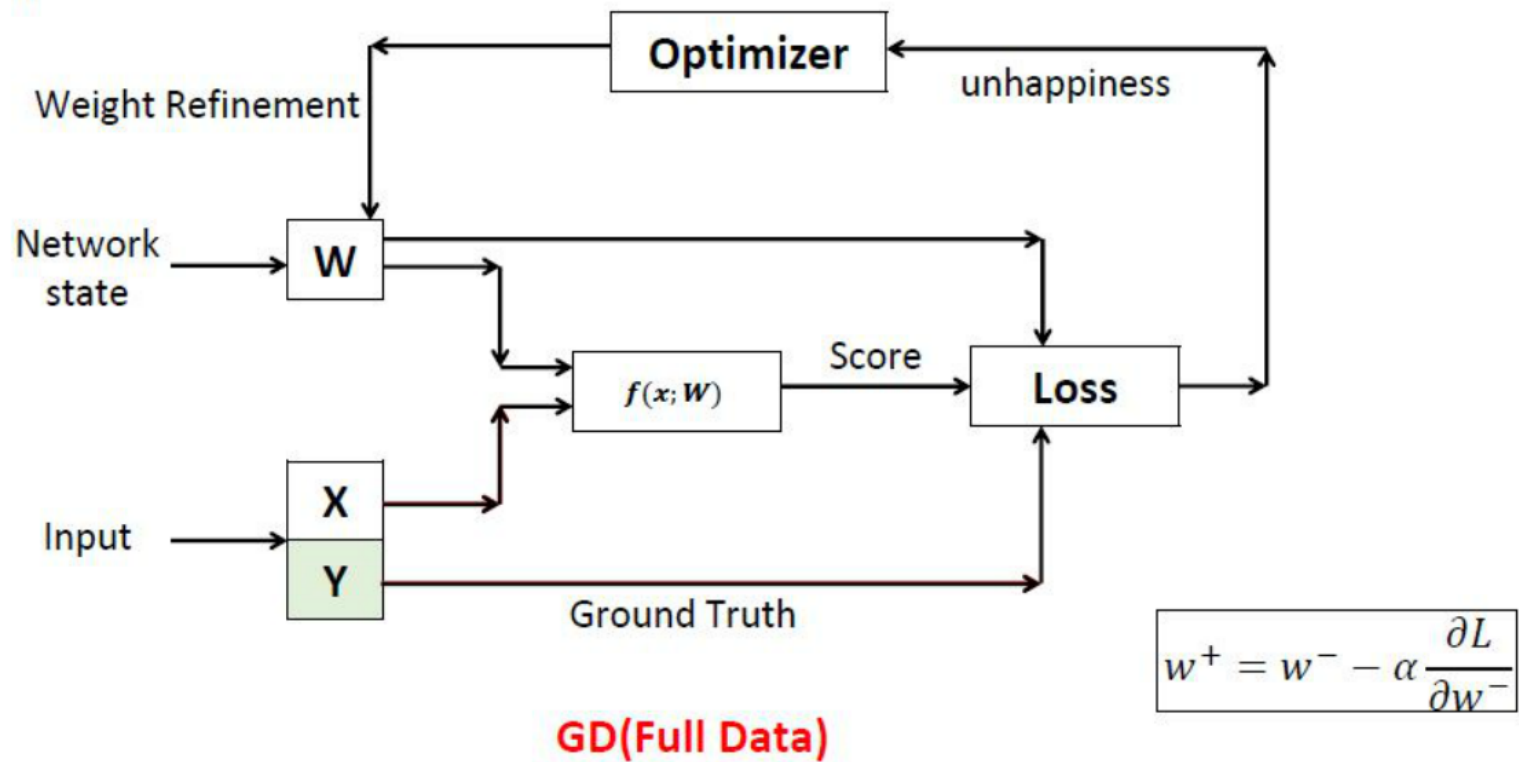 Optimizer
unhappiness
Weight Refinement
Network
state
W
Score
f(x; W)
Loss
X
Input
Y
Ground Truth
w⁺ = w⁻ − α ∂L/∂w⁻
GD(Full Data)